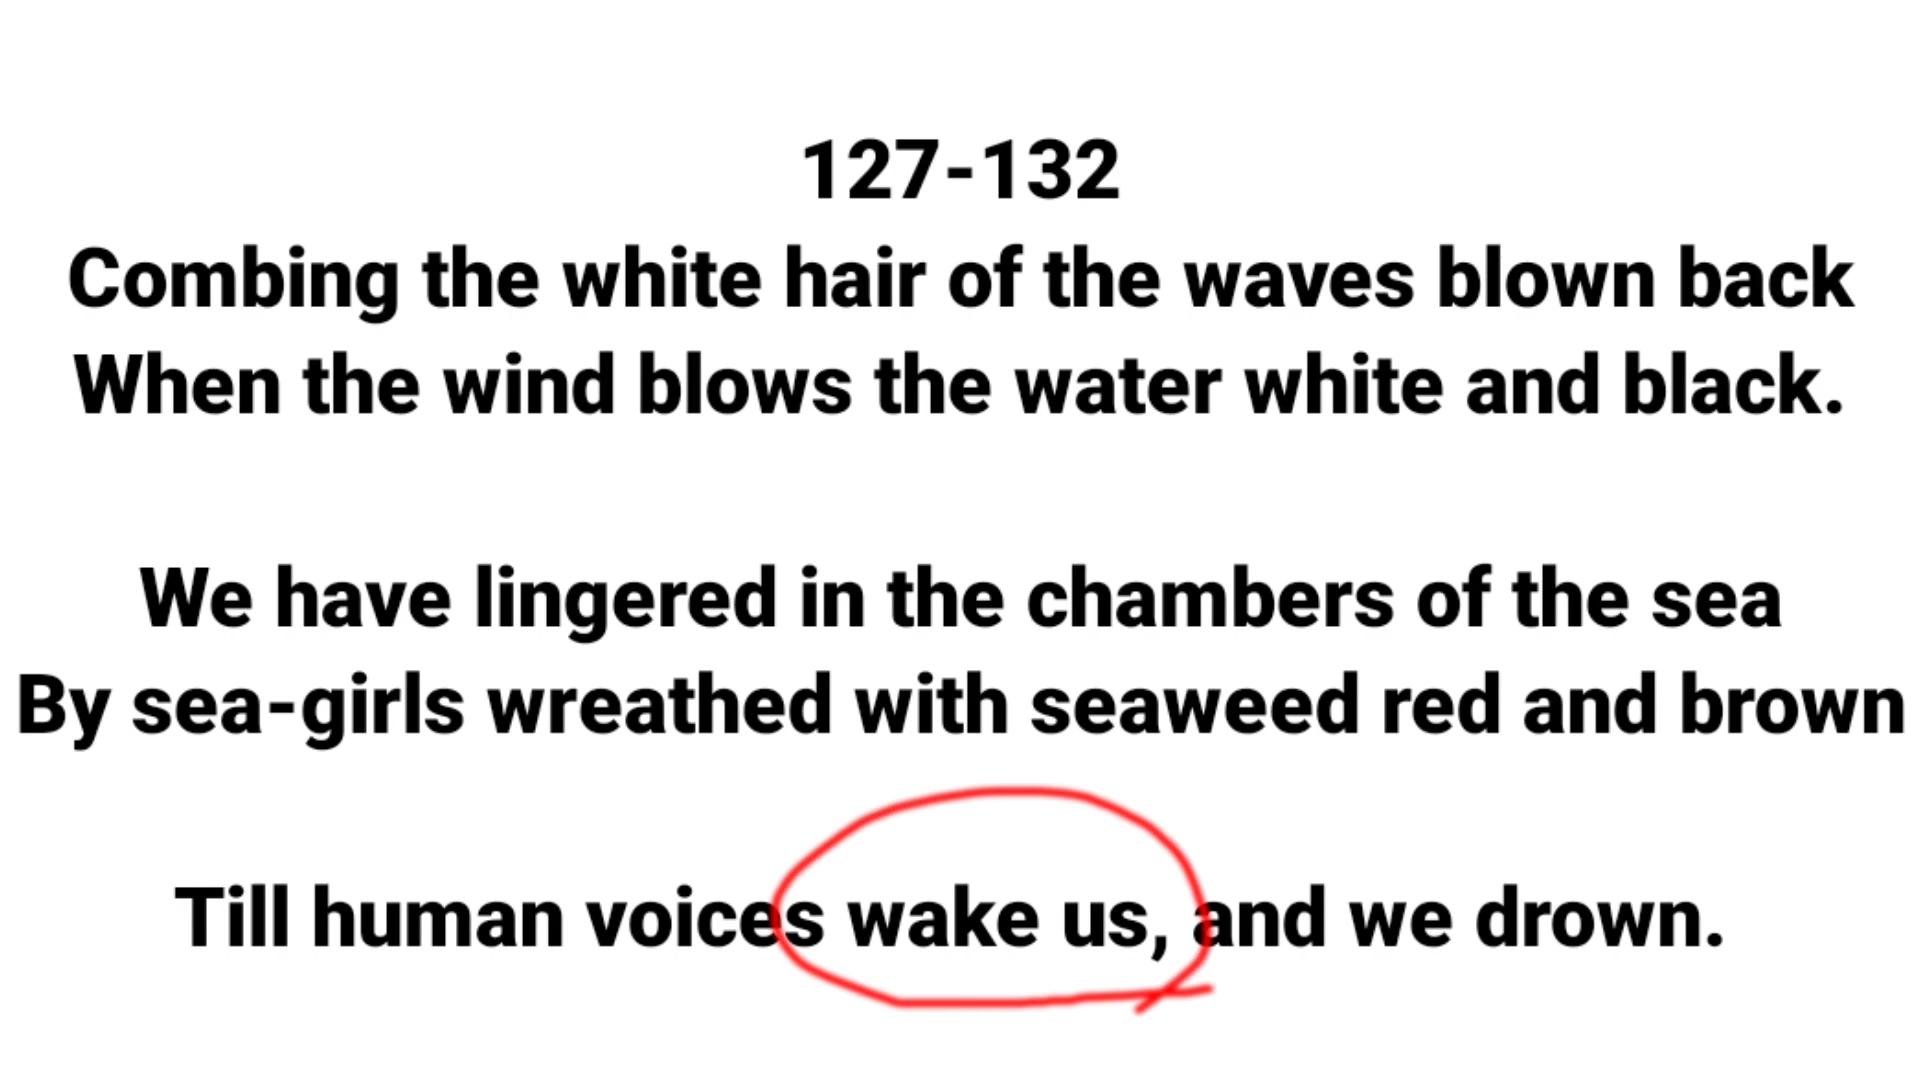 127-132
Combing the white hair of the waves blown back
When the wind blows the water white and black.
We have lingered in the chambers of the sea
By sea-girls wreathed with seaweed red and brown
Till human voices wake us, and we drown.